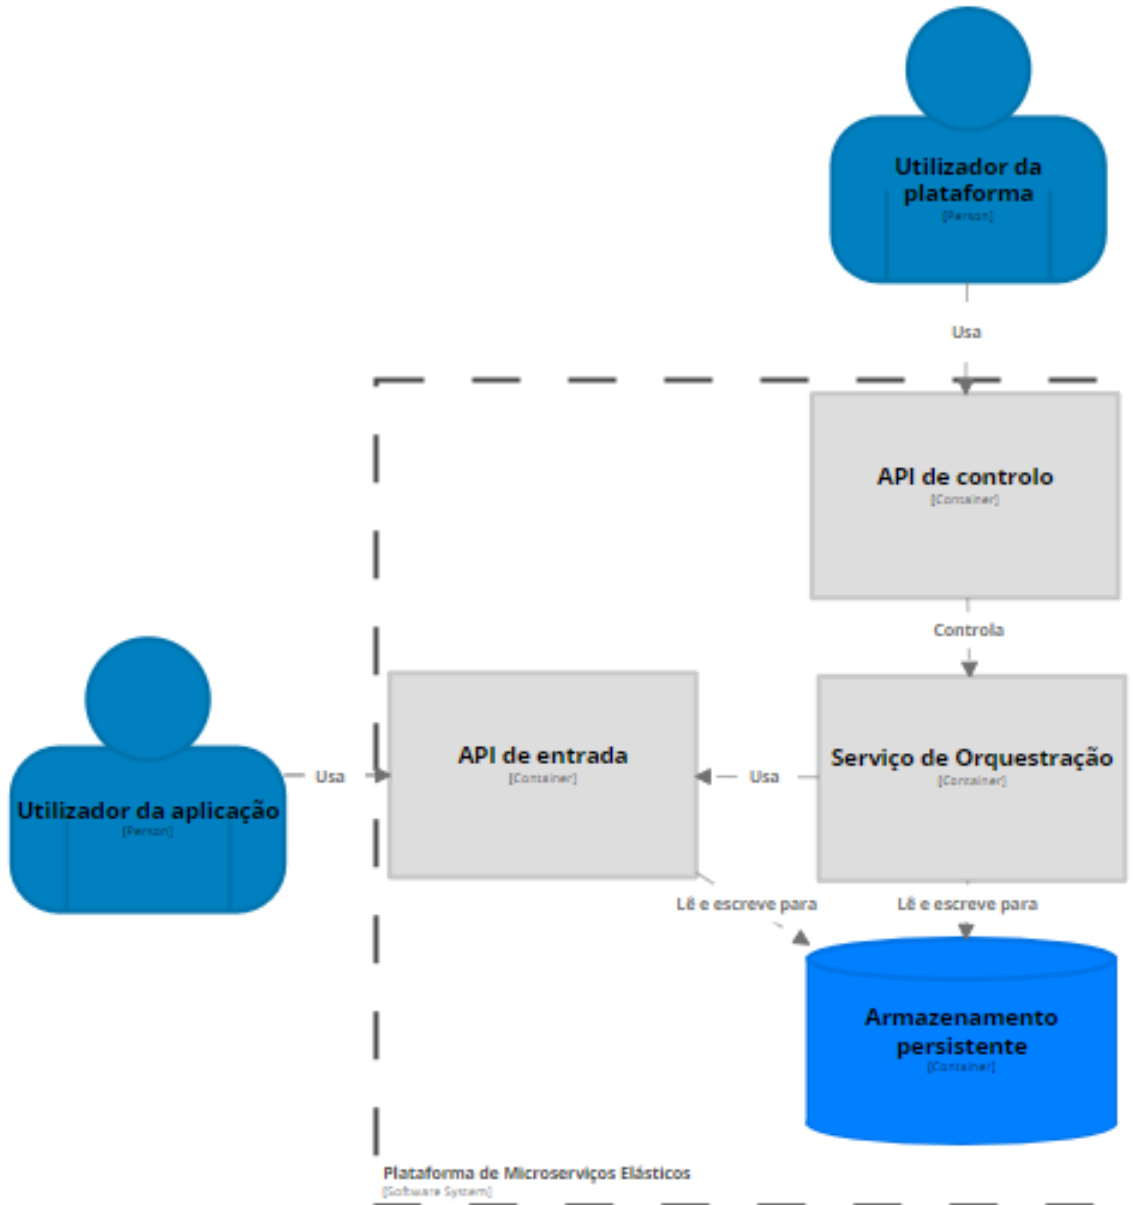 Utilizador da
plataforma
[Person]
Usa
API de controlo
[Container]
Controla
Utilizador da aplicação
[Person]
Usa
API de entrada
[Container]
Usa
Serviço de Orquestração
[Container]
Lê e escreve para
Lê e escreve para
Armazenamento
persistente
[Container]
Plataforma de Microserviços Elásticos
[Software System]